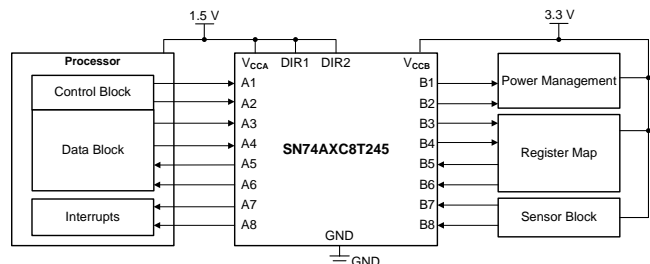 1.5 V
3.3 V
Processor
VCCA DIR1 DIR2 VCCB
Control Block
A1 B1
Power Management
A2 B2
Data Block
A3 B3
A4 SN74AXC8T245 B4
Register Map
A5 B5
A6 B6
Interrupts
A7 B7
Sensor Block
A8 B8
GND
GND